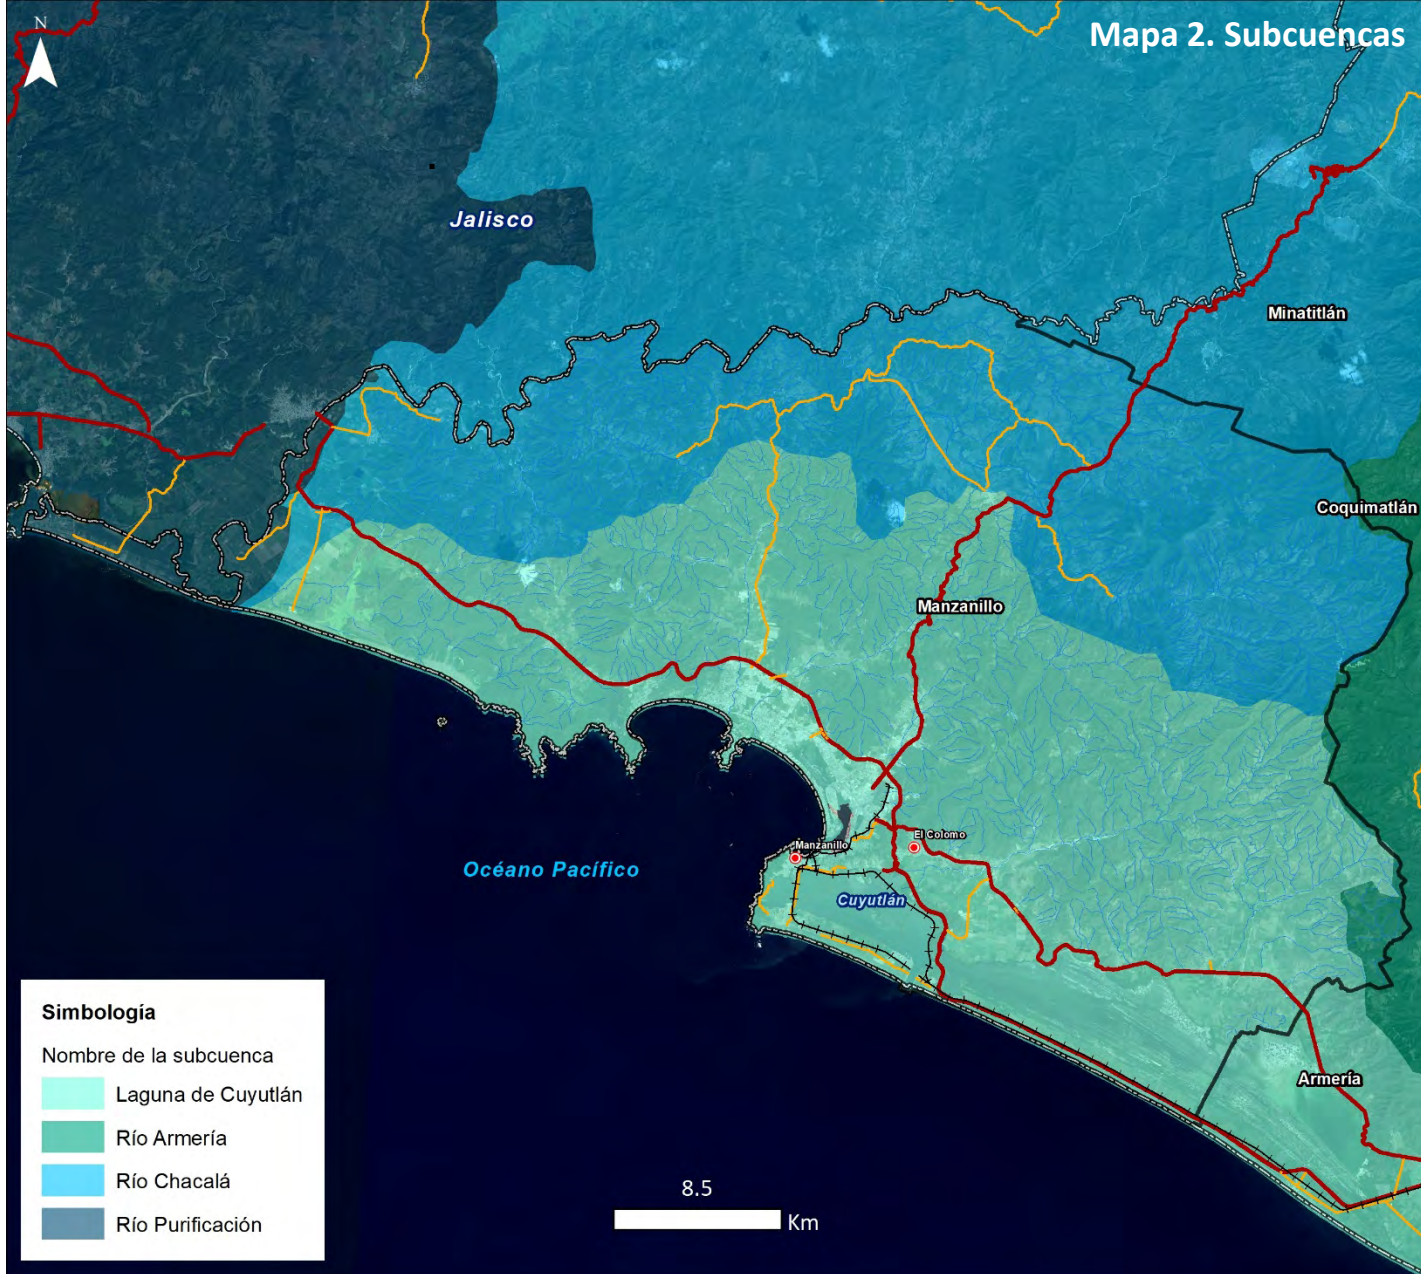 N
Mapa 2. Subcuencas
Jalisco
Minatitlán
Coquimatlán
Manzanillo
Manzanillo
El Colomo
Océano Pacífico
Cuyutlán
Armería
Simbología
Nombre de la subcuenca
Laguna de Cuyutlán
Río Armería
Río Chacalá
Río Purificación
8.5
Km